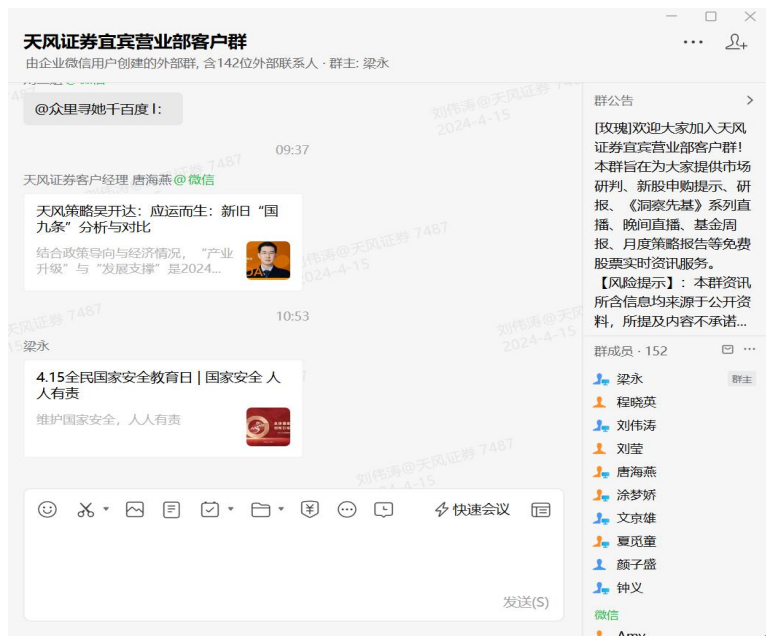 天风证券宜宾营业部客户群
由企业微信用户创建的外部群, 含142位外部联系人 · 群主: 梁永
@众里寻她千百度 l:
09:37
天风证券客户经理 唐海燕@微信
天风策略吴开达：应运而生：新旧“国
九条”分析与对比
结合政策导向与经济情况，“产业
升级”与“发展支撑”是2024...
10:53
梁永
4.15全民国家安全教育日 | 国家安全 人
人有责
维护国家安全，人人有责
快速会议
发送(S)
群公告
[玫瑰]欢迎大家加入天风
证券宜宾营业部客户群！
本群旨在为大家提供市场
研判、新股申购提示、研
报、《洞察先基》系列直
播、晚间直播、基金周
报、月度策略报告等免费
股票实时资讯服务。
【风险提示】：本群资讯
所含信息均来源于公开资
料，所提及内容不承诺...
群成员 · 152
梁永 群主
程晓英
刘伟涛
刘莹
唐海燕
涂梦娇
文京雄
夏觅童
颜子盛
钟义
微信
Amy
刘伟涛@天风证券 7487
2024-4-15